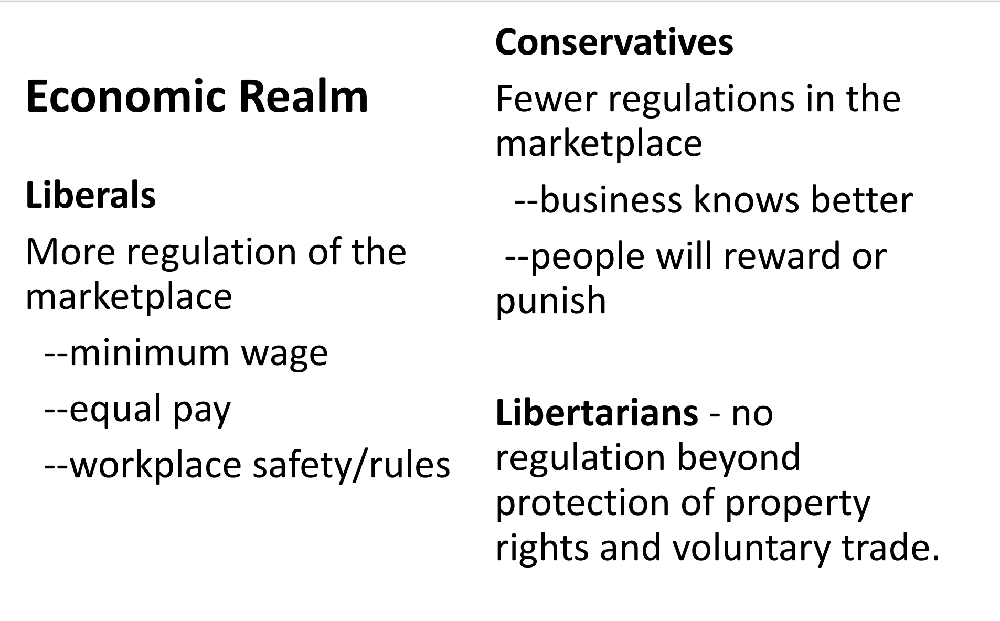 Economic Realm
Liberals
More regulation of the
marketplace
--minimum wage
--equal pay
--workplace safety/rules
Conservatives
Fewer regulations in the
marketplace
--business knows better
--people will reward or
punish
Libertarians - no
regulation beyond
protection of property
rights and voluntary trade.